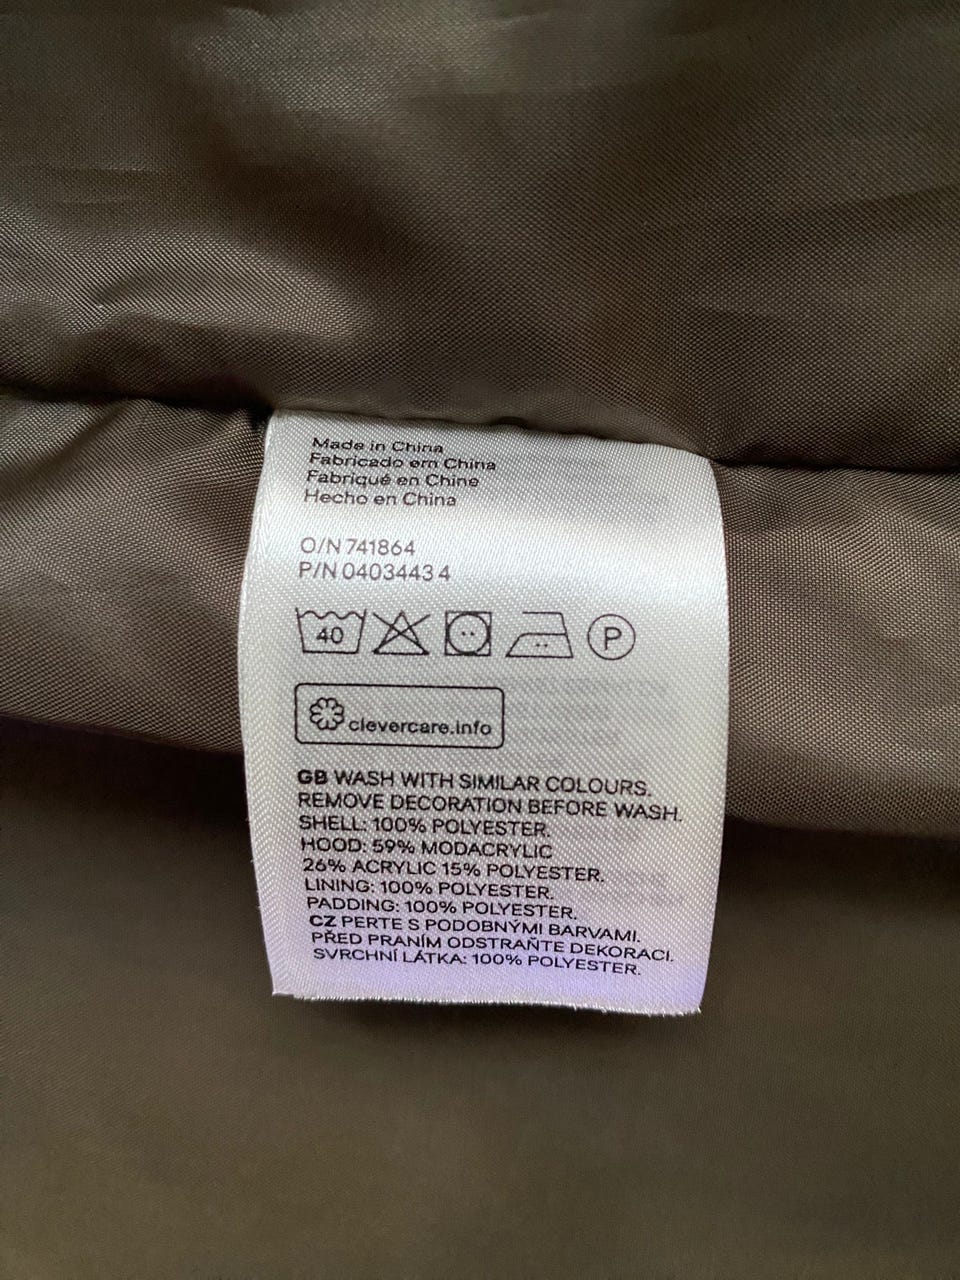 Made in China
Fabricado em China
Fabriqué en Chine
Hecho en China
O/N 741864
P/N 0403443 4
40
P
clevercare.info
GB WASH WITH SIMILAR COLOURS.
REMOVE DECORATION BEFORE WASH.
SHELL: 100% POLYESTER.
HOOD: 59% MODACRYLIC
26% ACRYLIC 15% POLYESTER.
LINING: 100% POLYESTER.
PADDING: 100% POLYESTER.
CZ PERTE S PODOBNÝMI BARVAMI.
PŘED PRANÍM ODSTRAŇTE DEKORACI.
SVRCHNÍ LÁTKA: 100% POLYESTER.